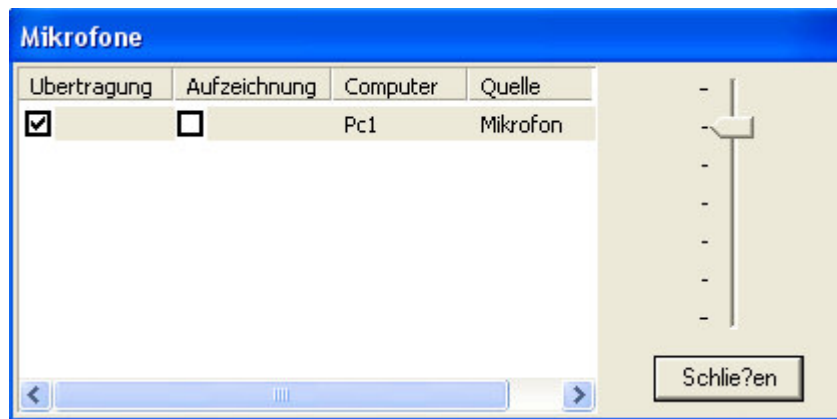 Mikrofone
Ubertragung Aufzeichnung Computer Quelle
Pc1 Mikrofon
Schlie?en